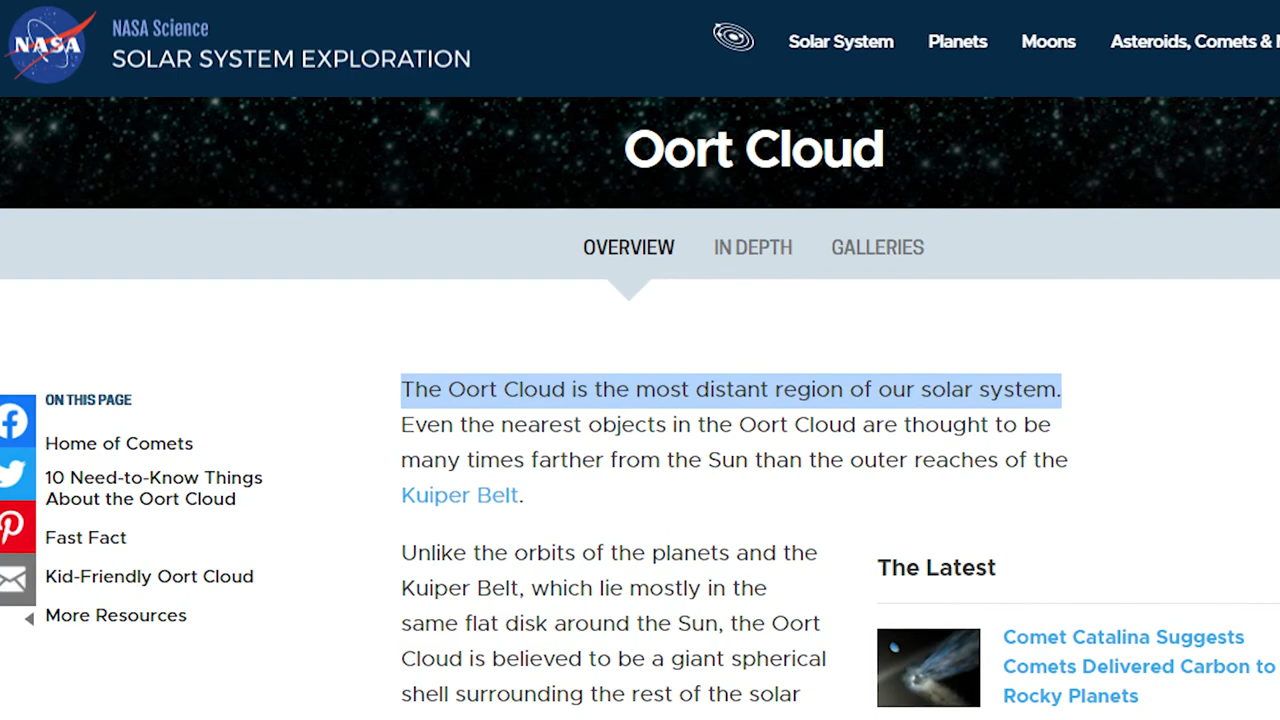 NASA
NASA Science
SOLAR SYSTEM EXPLORATION
Solar System
Planets
Moons
Asteroids, Comets &
Oort Cloud
OVERVIEW
IN DEPTH
GALLERIES
The Oort Cloud is the most distant region of our solar system.
Even the nearest objects in the Oort Cloud are thought to be
many times farther from the Sun than the outer reaches of the
Kuiper Belt.
Unlike the orbits of the planets and the
Kuiper Belt, which lie mostly in the
same flat disk around the Sun, the Oort
Cloud is believed to be a giant spherical
shell surrounding the rest of the solar
ON THIS PAGE
Home of Comets
10 Need-to-Know Things
About the Oort Cloud
Fast Fact
Kid-Friendly Oort Cloud
More Resources
The Latest
Comet Catalina Suggests
Comets Delivered Carbon to
Rocky Planets